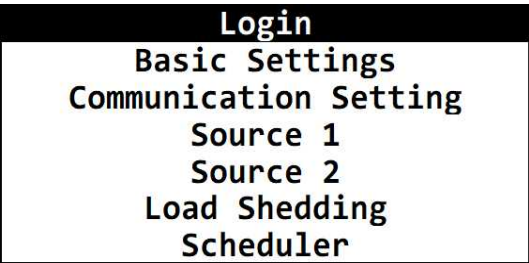 Login
Basic Settings
Communication Setting
Source 1
Source 2
Load Shedding
Scheduler